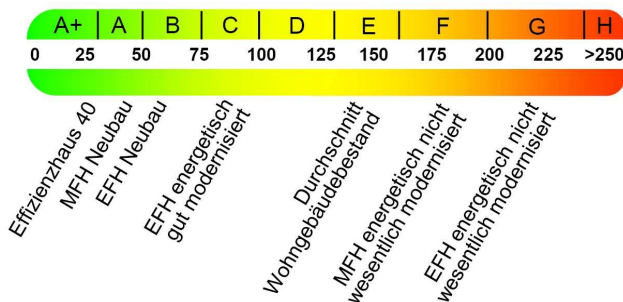 A+ A B C D E F G H
0 25 50 75 100 125 150 175 200 225 >250
Effizienzhaus 40
MFH Neubau
EFH Neubau
EFH energetisch
gut modernisiert
Durchschnitt
Wohngebäudebestand
MFH energetisch nicht
wesentlich modernisiert
EFH energetisch nicht
wesentlich modernisiert